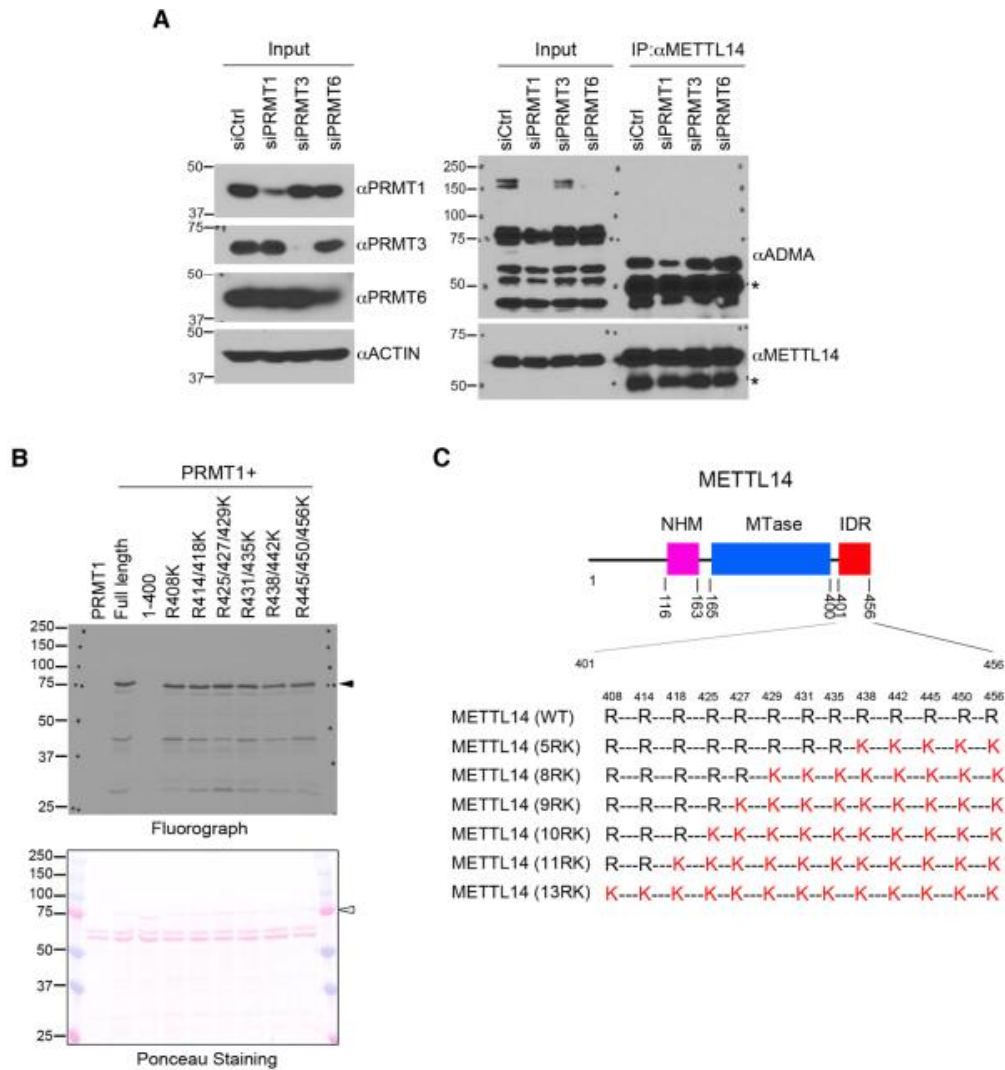 A
Input
siCtrl
siPRMT1
siPRMT3
siPRMT6
50
αPRMT1
37
75
αPRMT3
50
αPRMT6
37
50
αACTIN
37
Input
IP:αMETTL14
siCtrl
siPRMT1
siPRMT3
siPRMT6
siCtrl
siPRMT1
siPRMT3
siPRMT6
250
150
100
75
αADMA
50
*
75
αMETTL14
50
*
B
PRMT1+
PRMT1
Full length
1-400
R408K
R414/418K
R425/427/429K
R431/435K
R438/442K
R445/450/456K
250
150
100
75
50
37
25
Fluorograph
250
150
100
75
50
37
25
Ponceau Staining
C
METTL14
NHM
MTase
IDR
1
116
163
165
400
401
456
401
456
408 414 418 425 427 429 431 435 438 442 445 450 456
METTL14 (WT) R---R---R---R---R---R---R---R---R---R---R---R---R
METTL14 (5RK) R---R---R---R---R---R---R---R---K---K---K---K---K
METTL14 (8RK) R---R---R---R---R---K---K---K---K---K---K---K---K
METTL14 (9RK) R---R---R---R---K---K---K---K---K---K---K---K---K
METTL14 (10RK) R---R---R---K---K---K---K---K---K---K---K---K---K
METTL14 (11RK) R---R---K---K---K---K---K---K---K---K---K---K---K
METTL14 (13RK) K---K---K---K---K---K---K---K---K---K---K---K---K